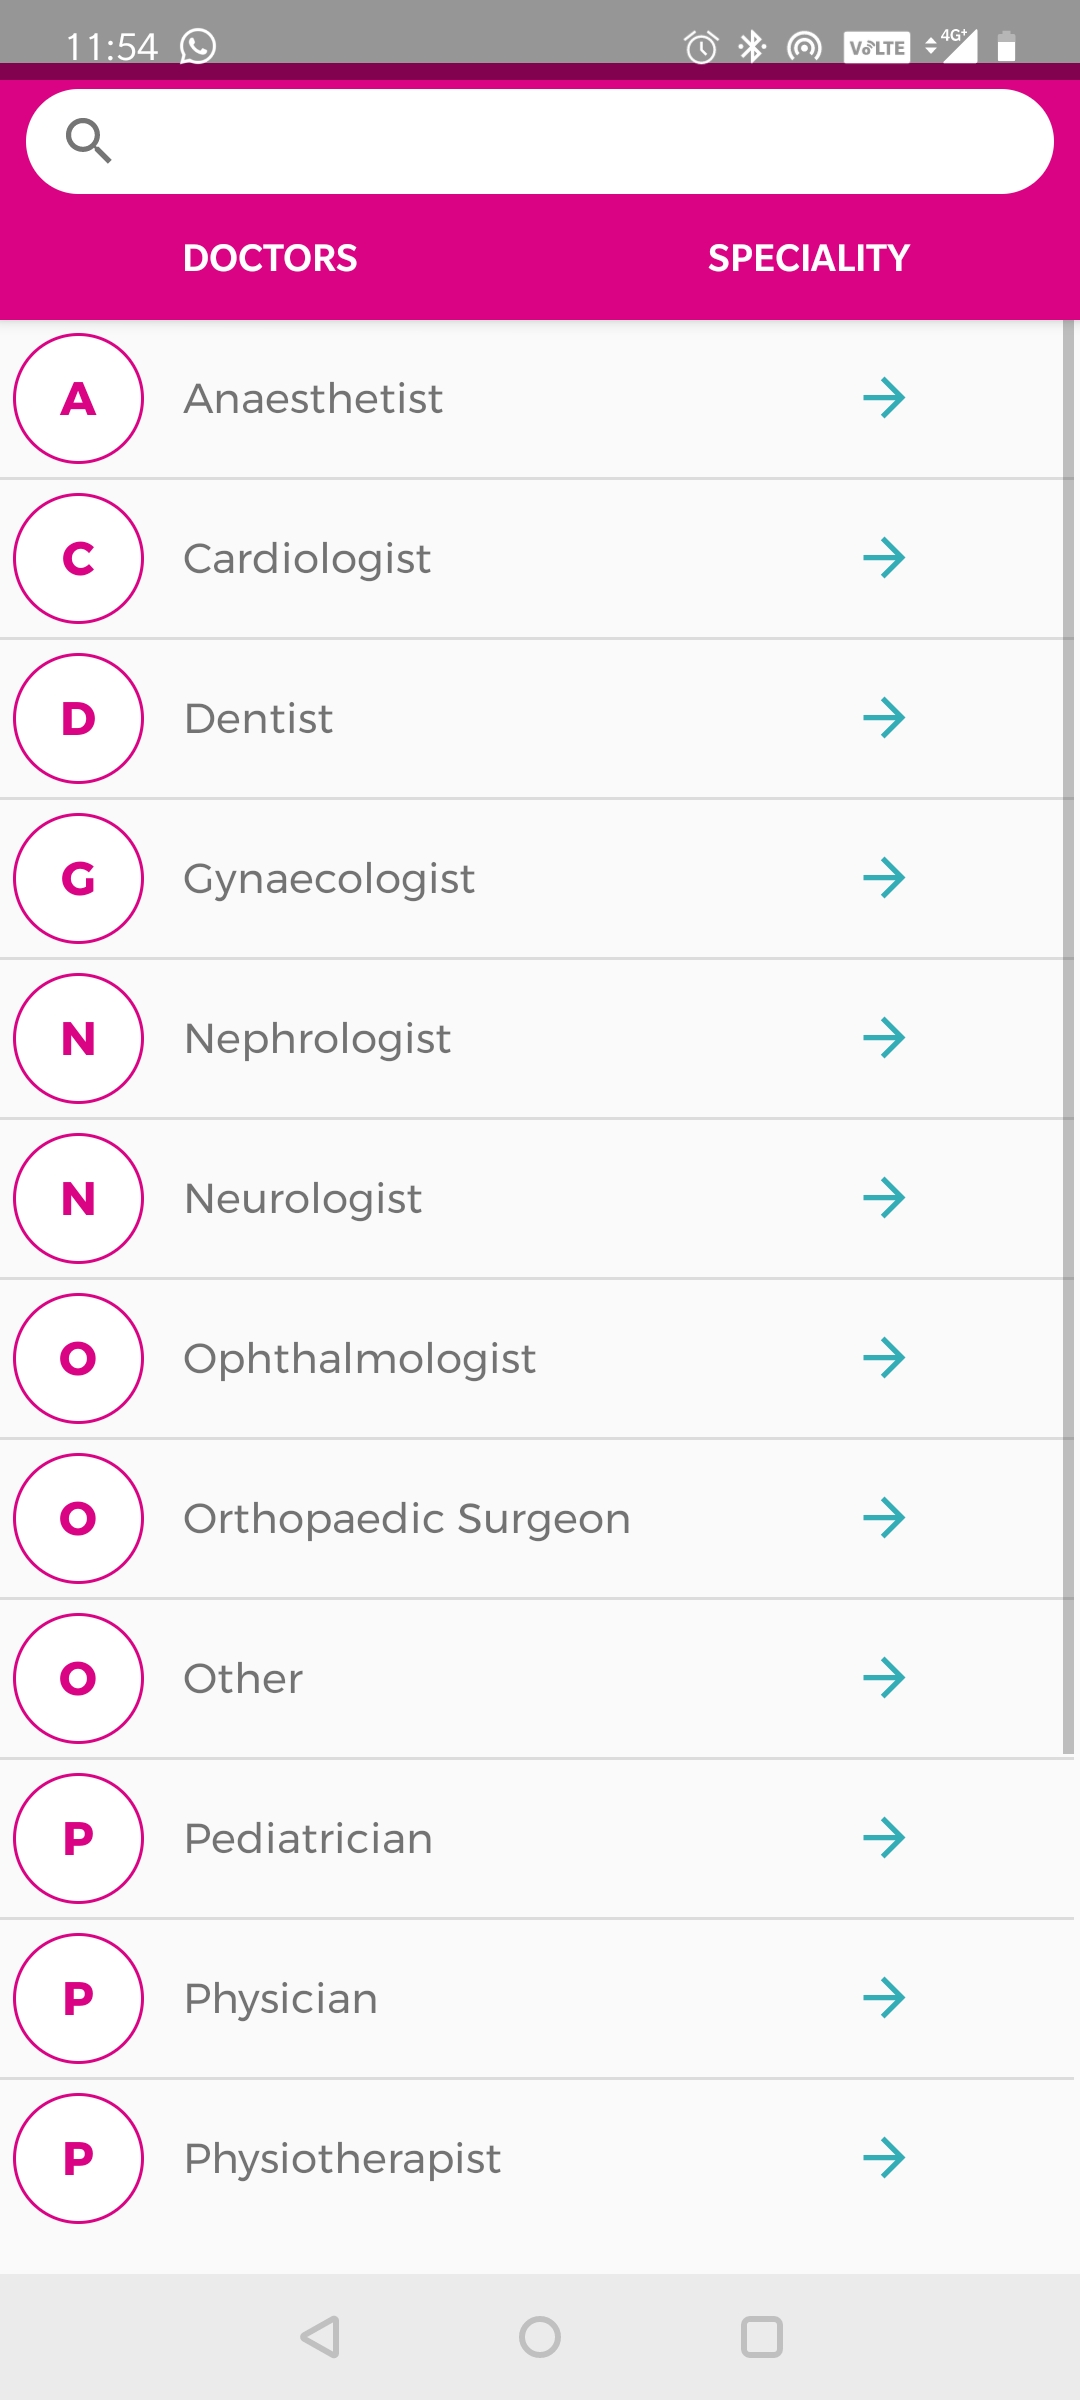 11:54 VoLTE 4G+
DOCTORS SPECIALITY
A Anaesthetist
C Cardiologist
D Dentist
G Gynaecologist
N Nephrologist
N Neurologist
O Ophthalmologist
O Orthopaedic Surgeon
O Other
P Pediatrician
P Physician
P Physiotherapist